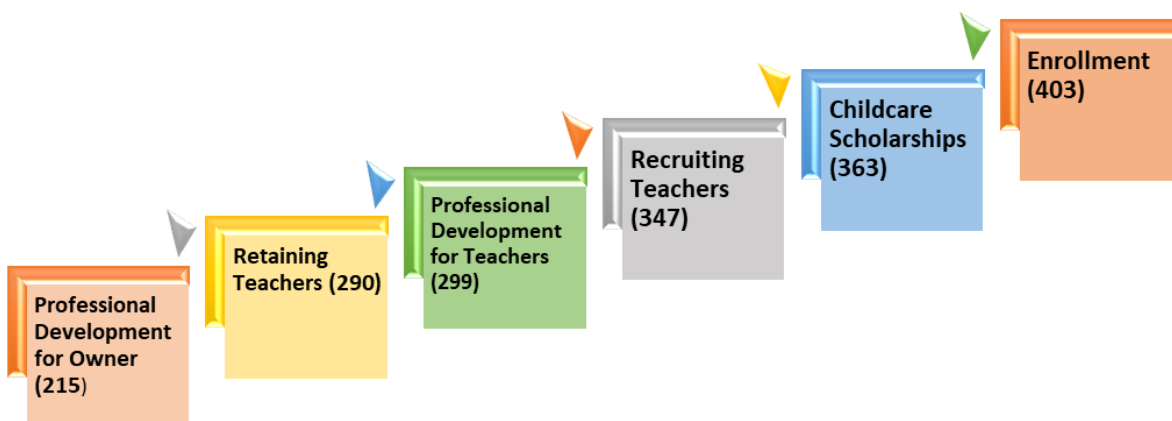 Professional
Development
for Owner
(215)
Retaining
Teachers (290)
Professional
Development
for Teachers
(299)
Recruiting
Teachers
(347)
Childcare
Scholarships
(363)
Enrollment
(403)